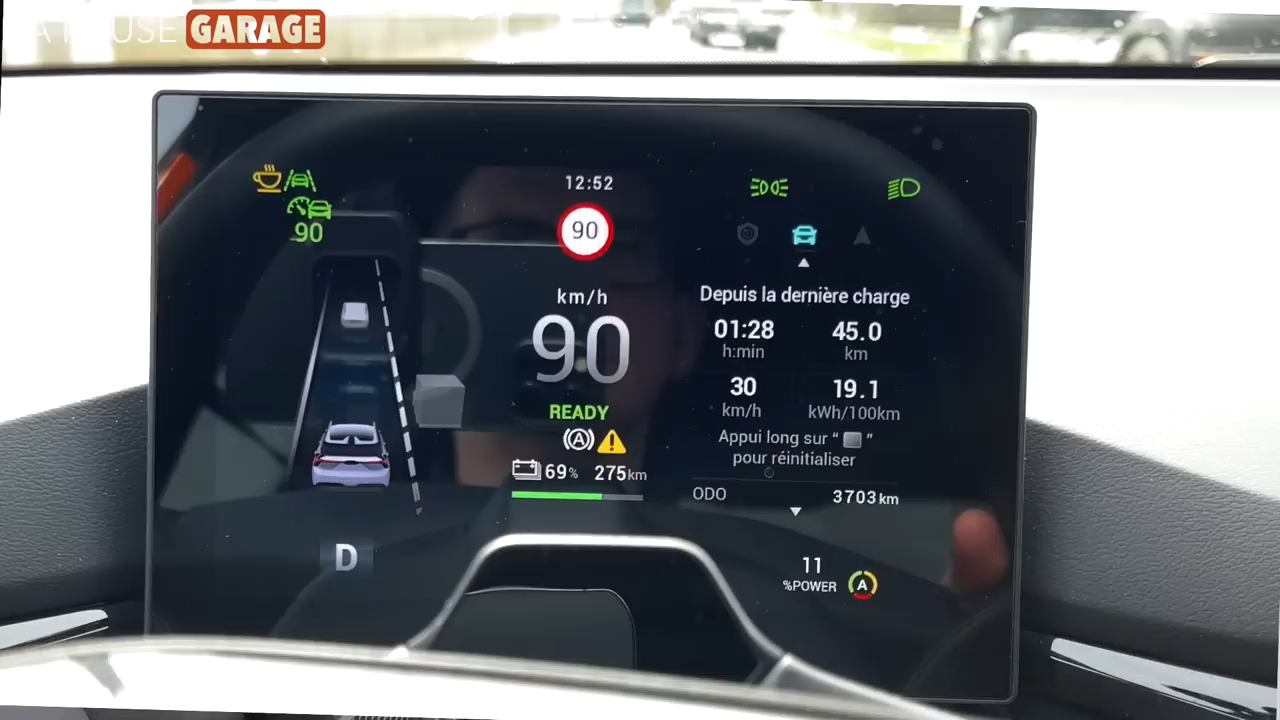 GARAGE
12:52
90
90
km/h
90
READY
A
69% 275km
D
Depuis la dernière charge
01:28 45.0
h:min km
30 19.1
km/h kWh/100km
Appui long sur “ ”
pour réinitialiser
ODO 3703km
11
%POWER A